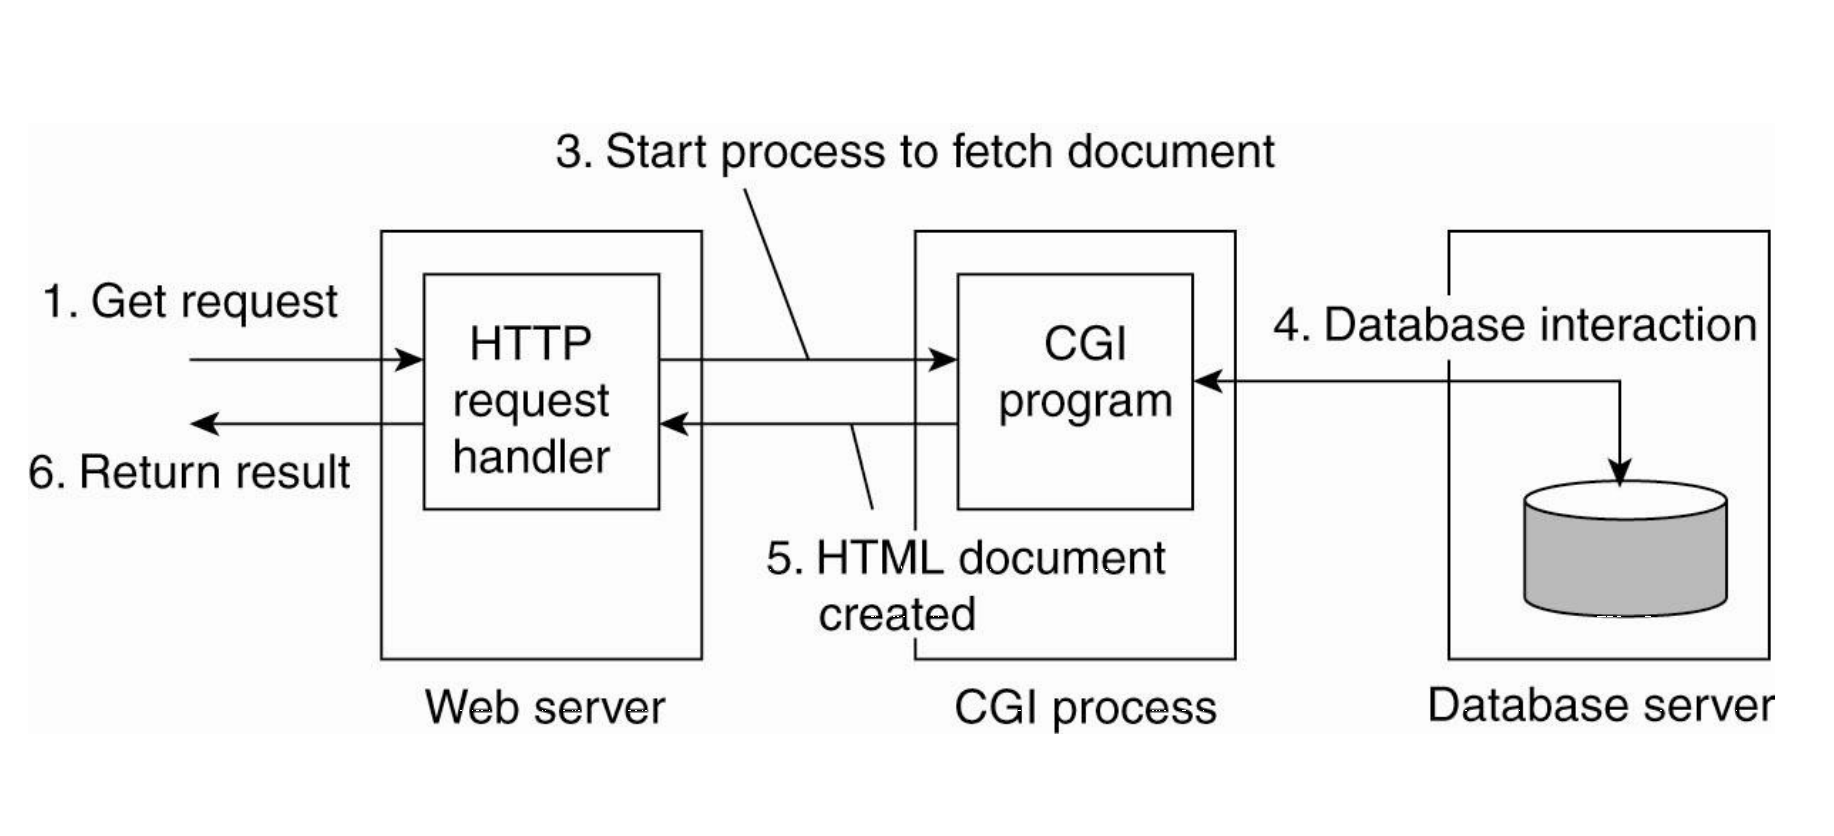 3. Start process to fetch document
1. Get request
HTTP
request
handler
CGI
program
4. Database interaction
6. Return result
5. HTML document
created
Web server
CGI process
Database server